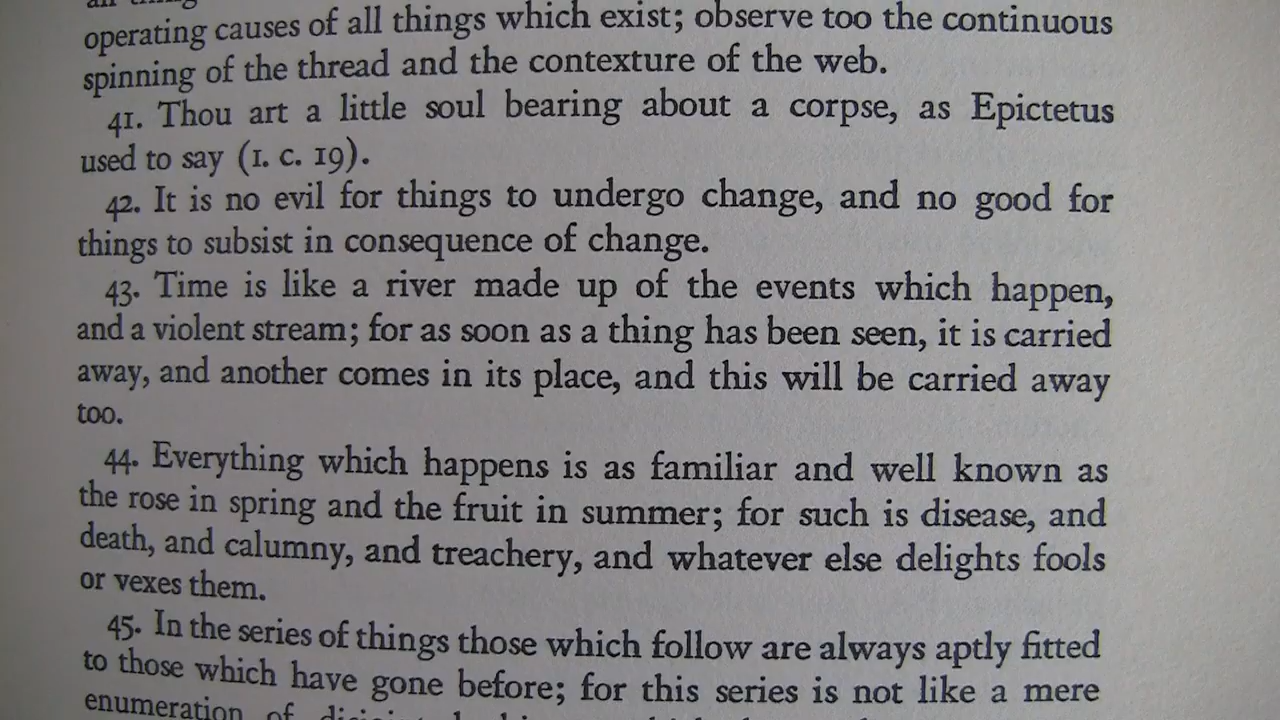 operating causes of all things which exist; observe too the continuous
spinning of the thread and the contexture of the web.
41. Thou art a little soul bearing about a corpse, as Epictetus
used to say (1. c. 19).
42. It is no evil for things to undergo change, and no good for
things to subsist in consequence of change.
43. Time is like a river made up of the events which happen,
and a violent stream; for as soon as a thing has been seen, it is carried
away, and another comes in its place, and this will be carried away
too.
44. Everything which happens is as familiar and well known as
the rose in spring and the fruit in summer; for such is disease, and
death, and calumny, and treachery, and whatever else delights fools
or vexes them.
45. In the series of things those which follow are always aptly fitted
to those which have gone before; for this series is not like a mere
enumeration of